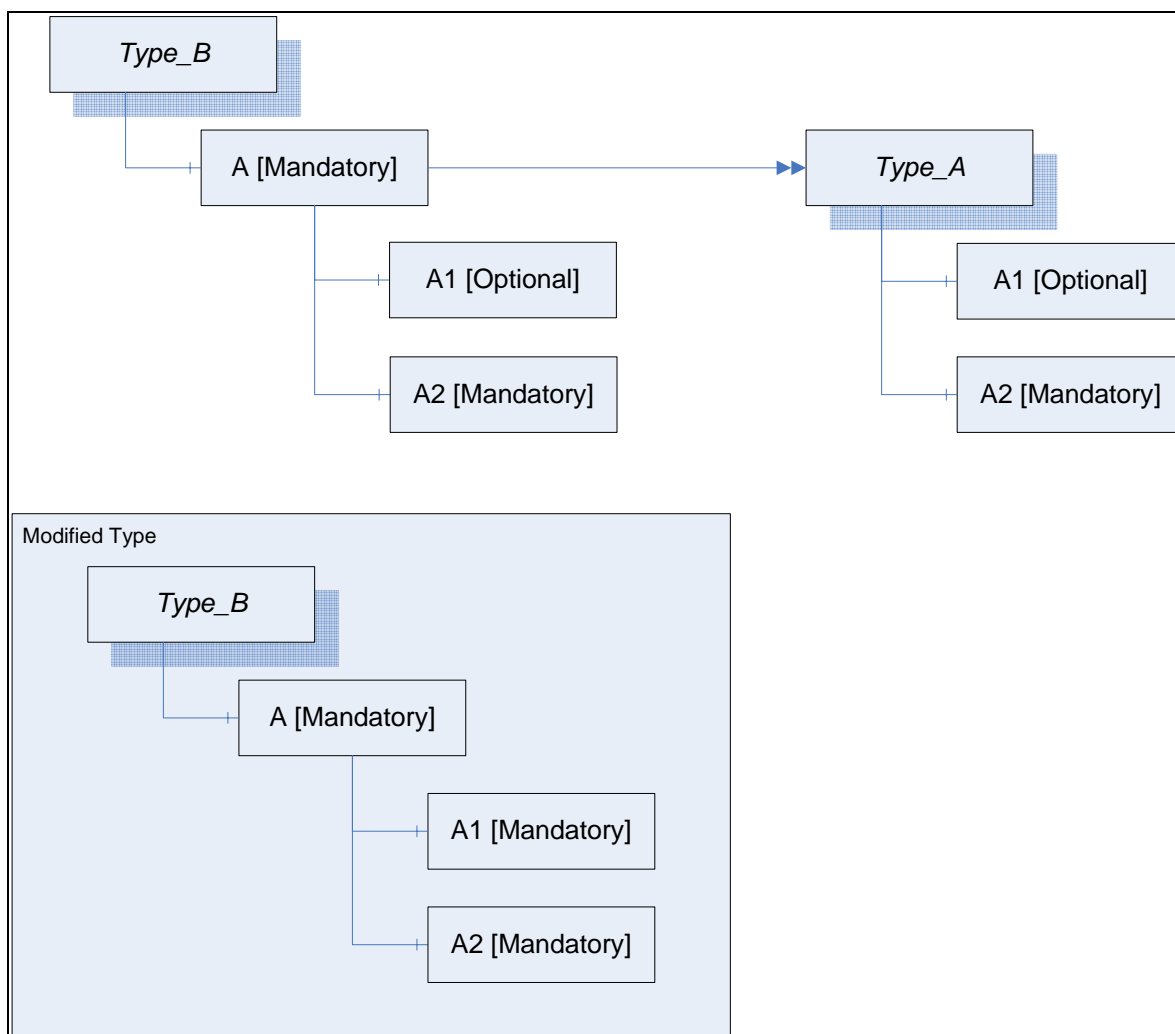 Type_B
A [Mandatory]
Type_A
A1 [Optional]
A1 [Optional]
A2 [Mandatory]
A2 [Mandatory]
Modified Type
Type_B
A [Mandatory]
A1 [Mandatory]
A2 [Mandatory]